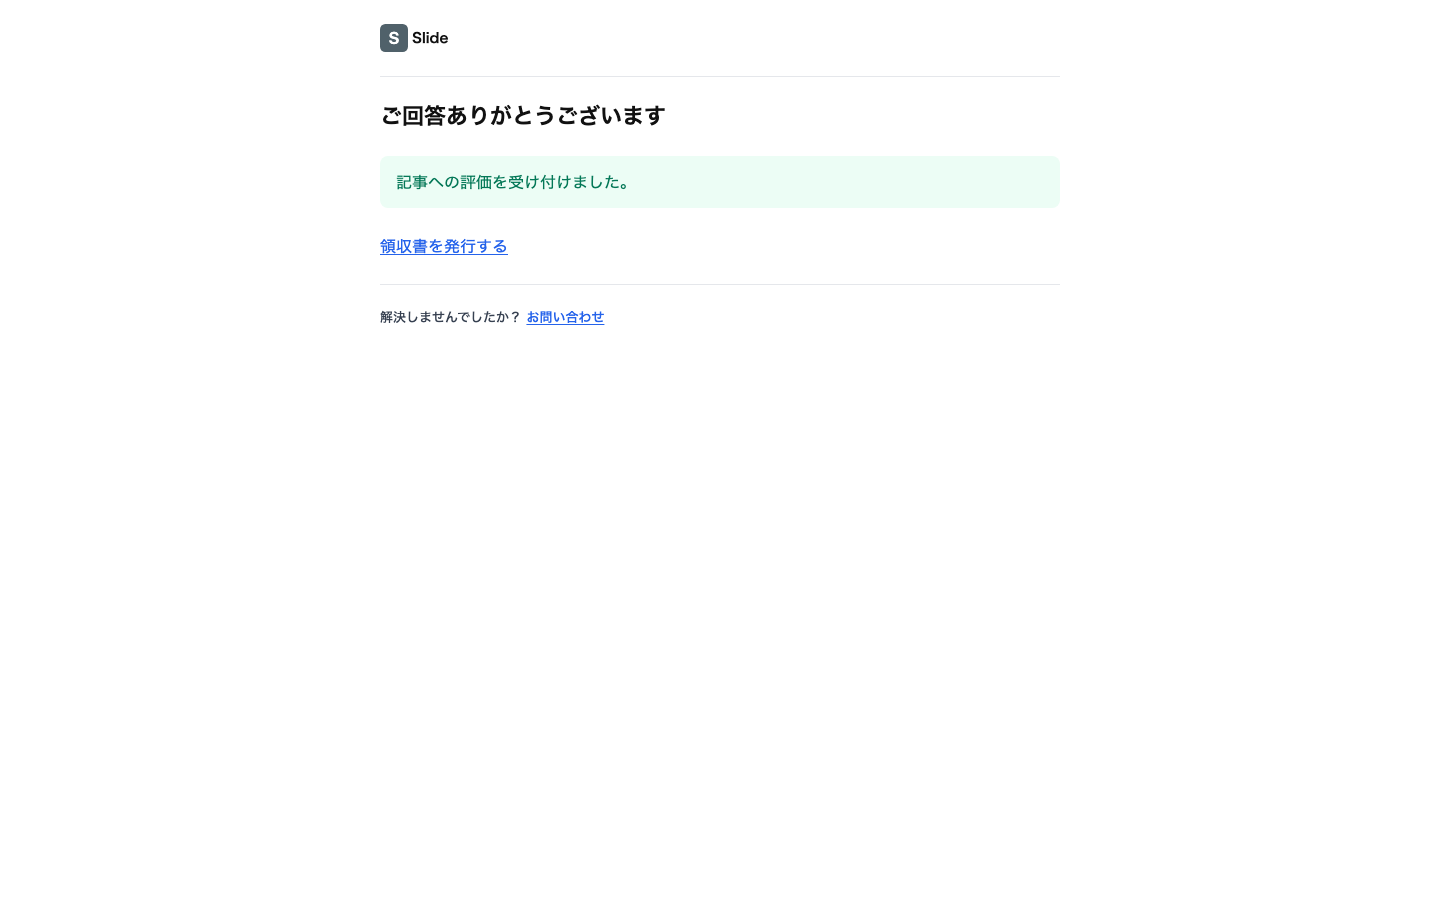 S Slide
ご回答ありがとうございます
記事への評価を受け付けました。
領収書を発行する
解決しませんでしたか? お問い合わせ